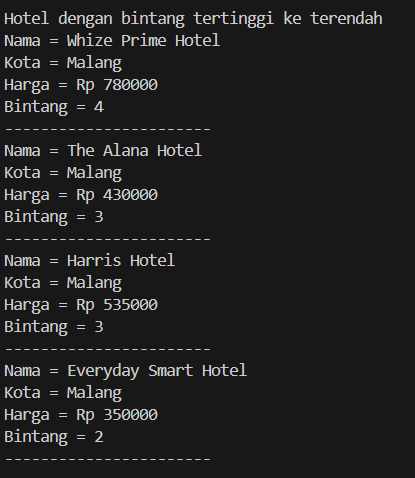 Hotel dengan bintang tertinggi ke terendah
Nama = Whize Prime Hotel
Kota = Malang
Harga = Rp 780000
Bintang = 4
-----------------------
Nama = The Alana Hotel
Kota = Malang
Harga = Rp 430000
Bintang = 3
-----------------------
Nama = Harris Hotel
Kota = Malang
Harga = Rp 535000
Bintang = 3
-----------------------
Nama = Everyday Smart Hotel
Kota = Malang
Harga = Rp 350000
Bintang = 2
-----------------------